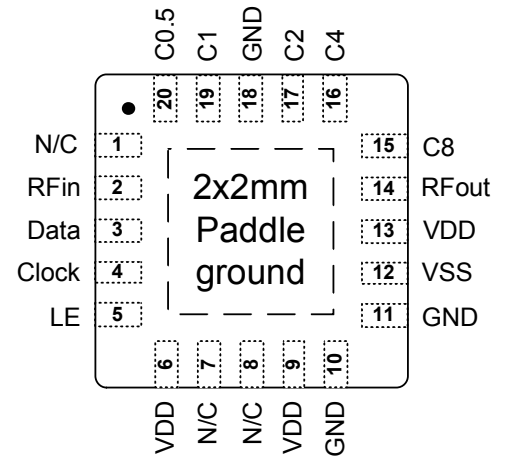 C0.5 C1 GND C2 C4
20 19 18 17 16
N/C 1
RFin 2
Data 3
Clock 4
LE 5
2x2mm
Paddle
ground
15 C8
14 RFout
13 VDD
12 VSS
11 GND
6 7 8 9 10
VDD N/C N/C VDD GND